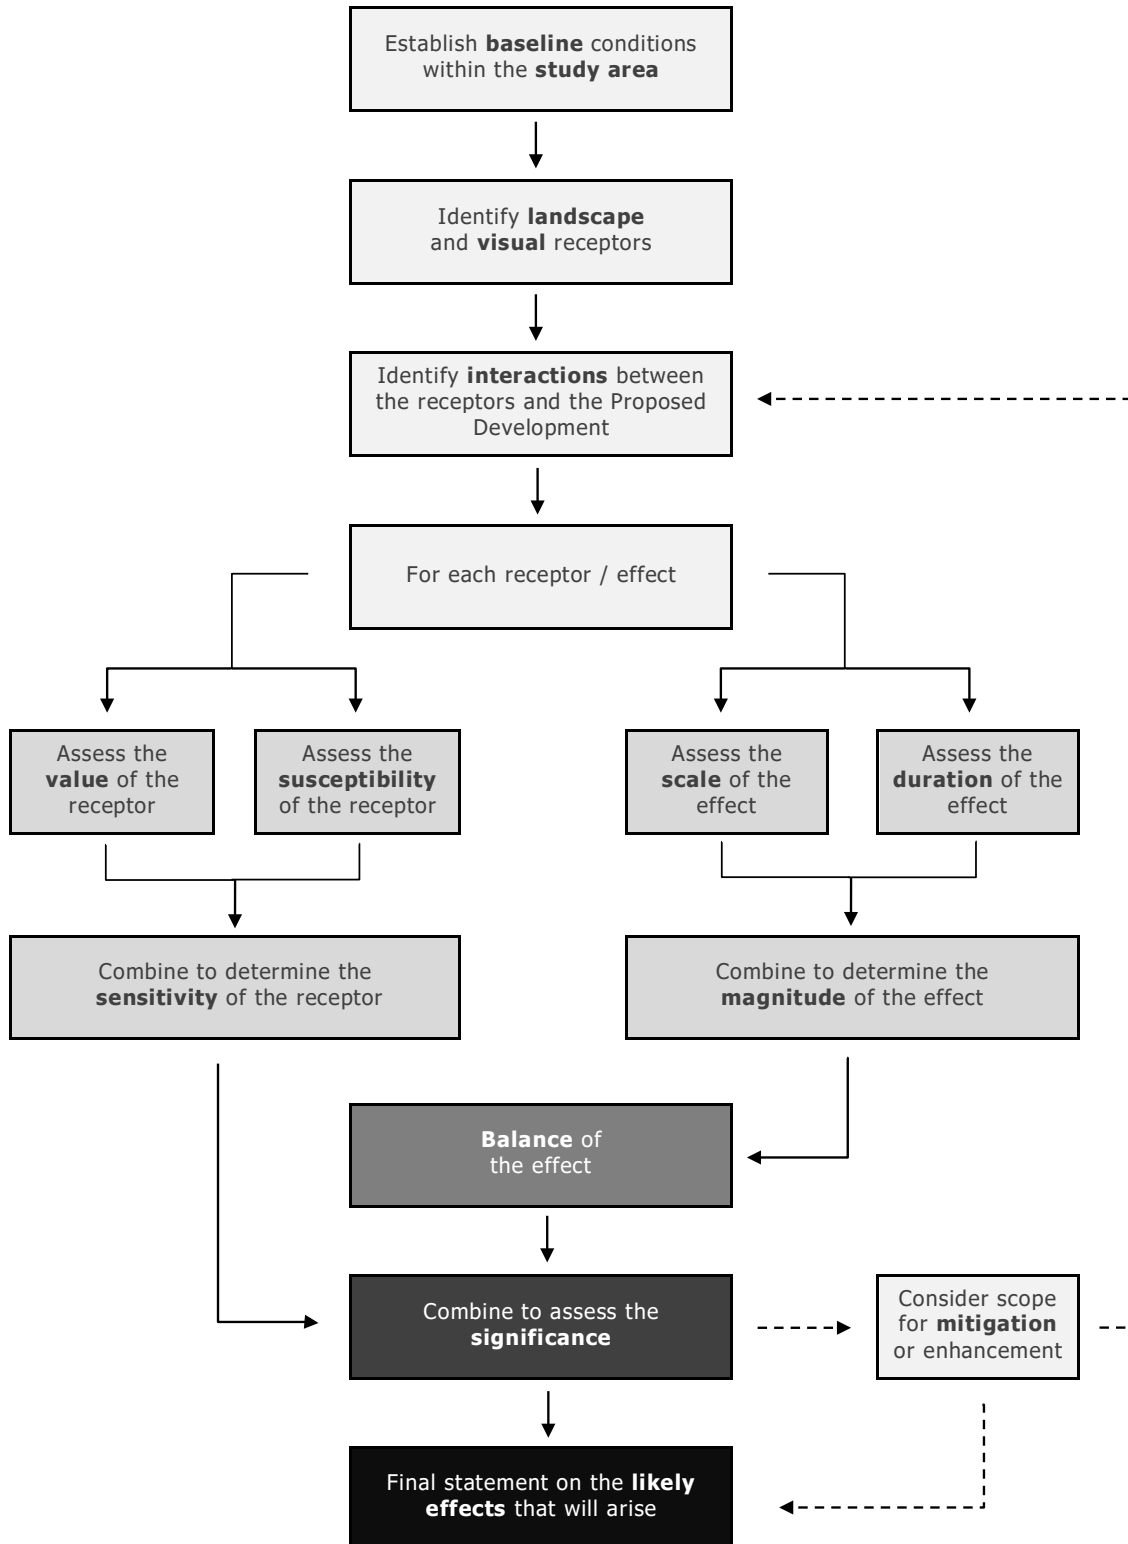 Establish baseline conditions
within the study area
Identify landscape
and visual receptors
Identify interactions between
the receptors and the Proposed
Development
For each receptor / effect
Assess the
value of the
receptor
Assess the
susceptibility
of the receptor
Assess the
scale of the
effect
Assess the
duration of the
effect
Combine to determine the
sensitivity of the receptor
Combine to determine the
magnitude of the effect
Balance of
the effect
Combine to assess the
significance
Consider scope
for mitigation
or enhancement
Final statement on the likely
effects that will arise